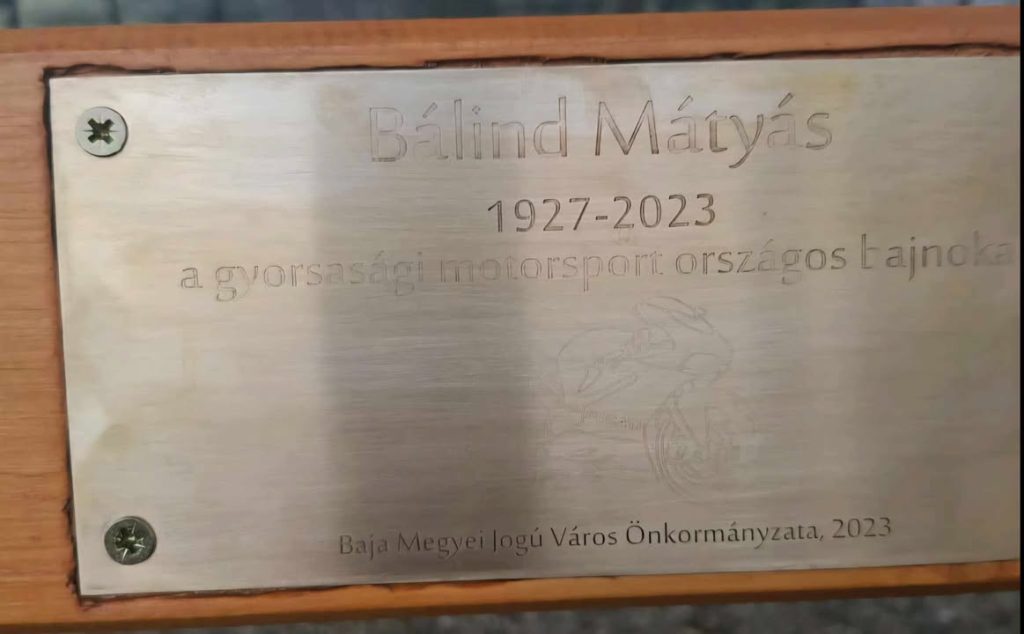 Bálind Mátyás
1927-2023
a gyorsasági motorsport országos bajnoka
Baja Megyei Jogú Város Önkormányzata, 2023